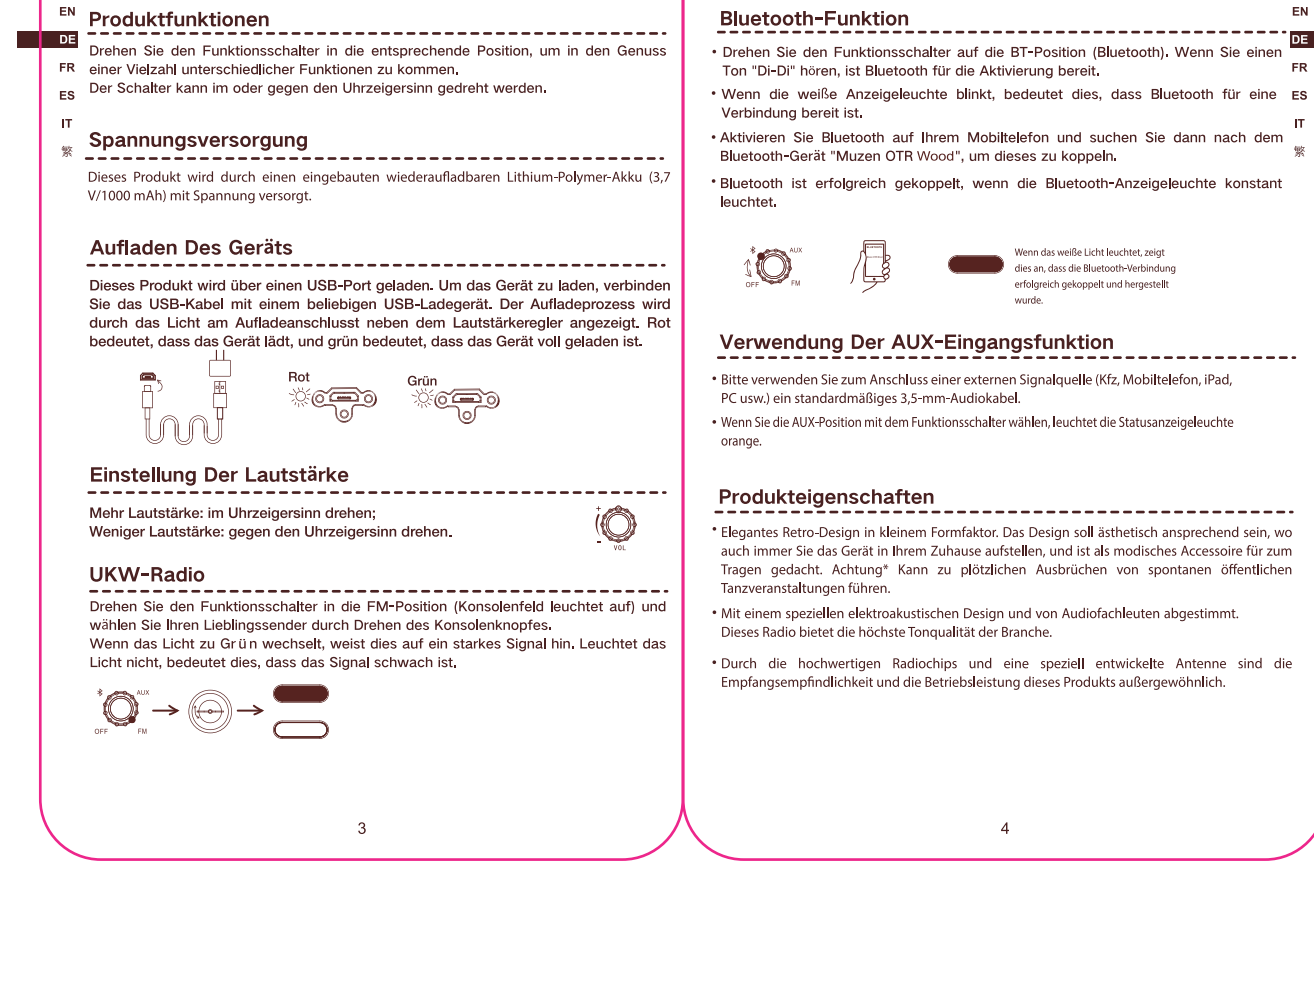 EN
DE
FR
ES
IT
繁
Produktfunktionen
Drehen Sie den Funktionsschalter in die entsprechende Position, um in den Genuss
einer Vielzahl unterschiedlicher Funktionen zu kommen.
Der Schalter kann im oder gegen den Uhrzeigersinn gedreht werden.
Spannungsversorgung
Dieses Produkt wird durch einen eingebauten wiederaufladbaren Lithium-Polymer-Akku (3,7
V/1000 mAh) mit Spannung versorgt.
Aufladen Des Geräts
Dieses Produkt wird über einen USB-Port geladen. Um das Gerät zu laden, verbinden
Sie das USB-Kabel mit einem beliebigen USB-Ladegerät. Der Aufladeprozess wird
durch das Licht am Aufladeanschlusst neben dem Lautstärkeregler angezeigt. Rot
bedeutet, dass das Gerät lädt, und grün bedeutet, dass das Gerät voll geladen ist.
Rot
Grün
Einstellung Der Lautstärke
Mehr Lautstärke: im Uhrzeigersinn drehen;
Weniger Lautstärke: gegen den Uhrzeigersinn drehen.
+
-
VOL
UKW-Radio
Drehen Sie den Funktionsschalter in die FM-Position (Konsolenfeld leuchtet auf) und
wählen Sie Ihren Lieblingssender durch Drehen des Konsolenknopfes.
Wenn das Licht zu Grün wechselt, weist dies auf ein starkes Signal hin. Leuchtet das
Licht nicht, bedeutet dies, dass das Signal schwach ist.
AUX
OFF
FM
3
Bluetooth-Funktion
• Drehen Sie den Funktionsschalter auf die BT-Position (Bluetooth). Wenn Sie einen
Ton "Di-Di" hören, ist Bluetooth für die Aktivierung bereit.
• Wenn die weiße Anzeigeleuchte blinkt, bedeutet dies, dass Bluetooth für eine
Verbindung bereit ist.
• Aktivieren Sie Bluetooth auf Ihrem Mobiltelefon und suchen Sie dann nach dem
Bluetooth-Gerät "Muzen OTR Wood", um dieses zu koppeln.
• Bluetooth ist erfolgreich gekoppelt, wenn die Bluetooth-Anzeigeleuchte konstant
leuchtet.
AUX
OFF
FM
BLUETOOTH
Wenn das weiße Licht leuchtet, zeigt
dies an, dass die Bluetooth-Verbindung
erfolgreich gekoppelt und hergestellt
wurde.
Verwendung Der AUX-Eingangsfunktion
• Bitte verwenden Sie zum Anschluss einer externen Signalquelle (Kfz, Mobiltelefon, iPad,
PC usw.) ein standardmäßiges 3,5-mm-Audiokabel.
• Wenn Sie die AUX-Position mit dem Funktionsschalter wählen, leuchtet die Statusanzeigeleuchte
orange.
Produkteigenschaften
• Elegantes Retro-Design in kleinem Formfaktor. Das Design soll ästhetisch ansprechend sein, wo
auch immer Sie das Gerät in Ihrem Zuhause aufstellen, und ist als modisches Accessoire für zum
Tragen gedacht. Achtung* Kann zu plötzlichen Ausbrüchen von spontanen öffentlichen
Tanzveranstaltungen führen.
• Mit einem speziellen elektroakustischen Design und von Audiofachleuten abgestimmt.
Dieses Radio bietet die höchste Tonqualität der Branche.
• Durch die hochwertigen Radiochips und eine speziell entwickelte Antenne sind die
Empfangsempfindlichkeit und die Betriebsleistung dieses Produkts außergewöhnlich.
4
EN
DE
FR
ES
IT
繁